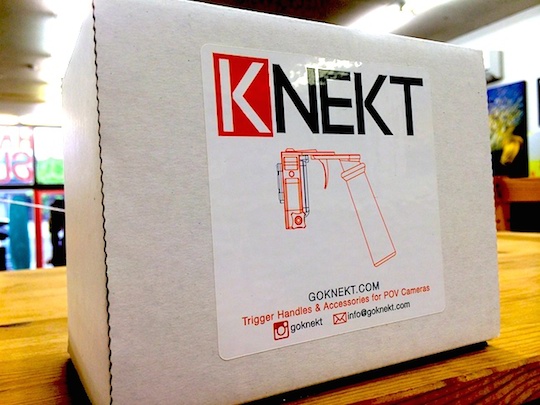 KNEKT
GOKNEKT.COM
Trigger Handles & Accessories for POV Cameras
goknekt info@goknekt.com